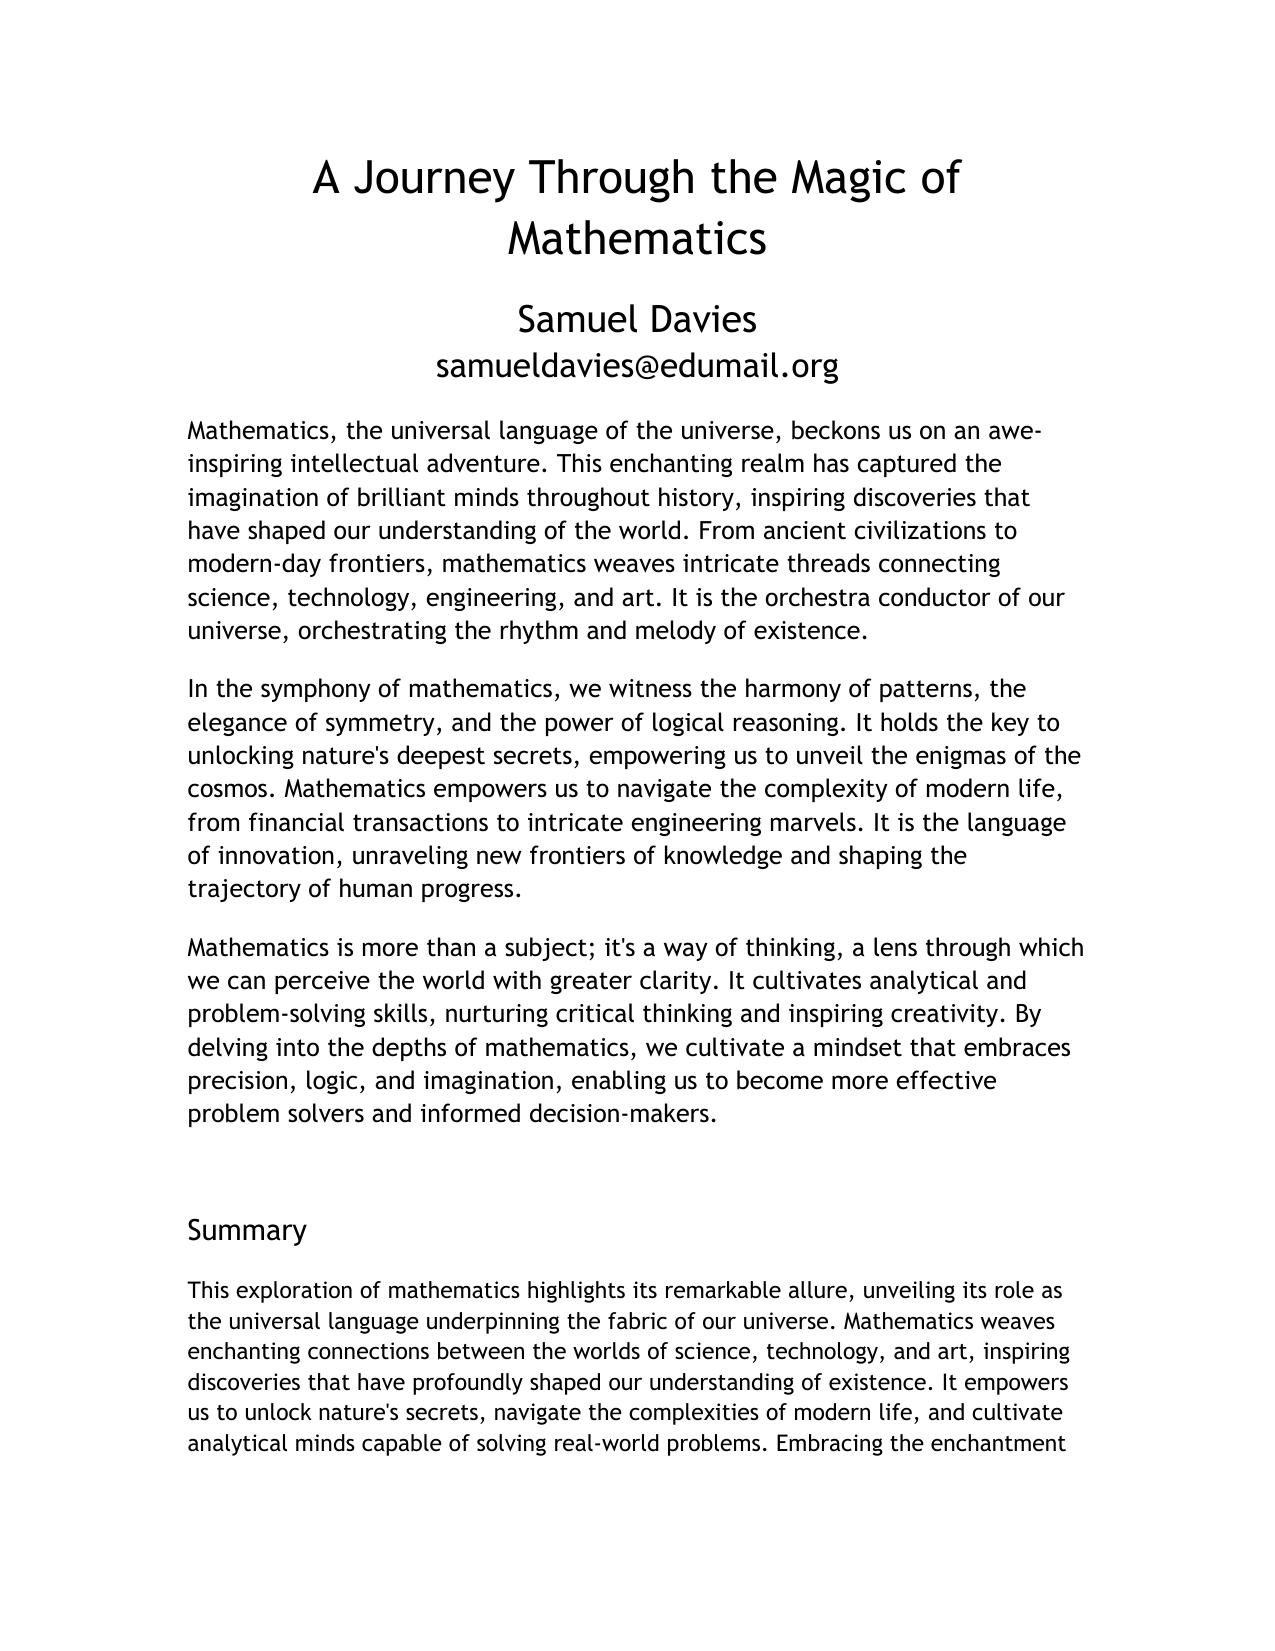 A Journey Through the Magic of
Mathematics
Samuel Davies
samueldavies@edumail.org
Mathematics, the universal language of the universe, beckons us on an awe-
inspiring intellectual adventure. This enchanting realm has captured the
imagination of brilliant minds throughout history, inspiring discoveries that
have shaped our understanding of the world. From ancient civilizations to
modern-day frontiers, mathematics weaves intricate threads connecting
science, technology, engineering, and art. It is the orchestra conductor of our
universe, orchestrating the rhythm and melody of existence.
In the symphony of mathematics, we witness the harmony of patterns, the
elegance of symmetry, and the power of logical reasoning. It holds the key to
unlocking nature's deepest secrets, empowering us to unveil the enigmas of the
cosmos. Mathematics empowers us to navigate the complexity of modern life,
from financial transactions to intricate engineering marvels. It is the language
of innovation, unraveling new frontiers of knowledge and shaping the
trajectory of human progress.
Mathematics is more than a subject; it's a way of thinking, a lens through which
we can perceive the world with greater clarity. It cultivates analytical and
problem-solving skills, nurturing critical thinking and inspiring creativity. By
delving into the depths of mathematics, we cultivate a mindset that embraces
precision, logic, and imagination, enabling us to become more effective
problem solvers and informed decision-makers.
Summary
This exploration of mathematics highlights its remarkable allure, unveiling its role as
the universal language underpinning the fabric of our universe. Mathematics weaves
enchanting connections between the worlds of science, technology, and art, inspiring
discoveries that have profoundly shaped our understanding of existence. It empowers
us to unlock nature's secrets, navigate the complexities of modern life, and cultivate
analytical minds capable of solving real-world problems. Embracing the enchantment